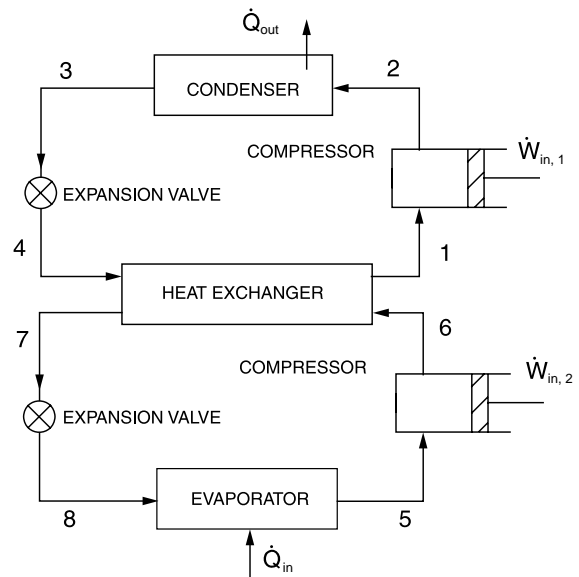 Q̇out
3
2
CONDENSER
COMPRESSOR
Ẇin, 1
EXPANSION VALVE
4
1
HEAT EXCHANGER
7
6
COMPRESSOR
Ẇin, 2
EXPANSION VALVE
EVAPORATOR
8
5
Q̇in